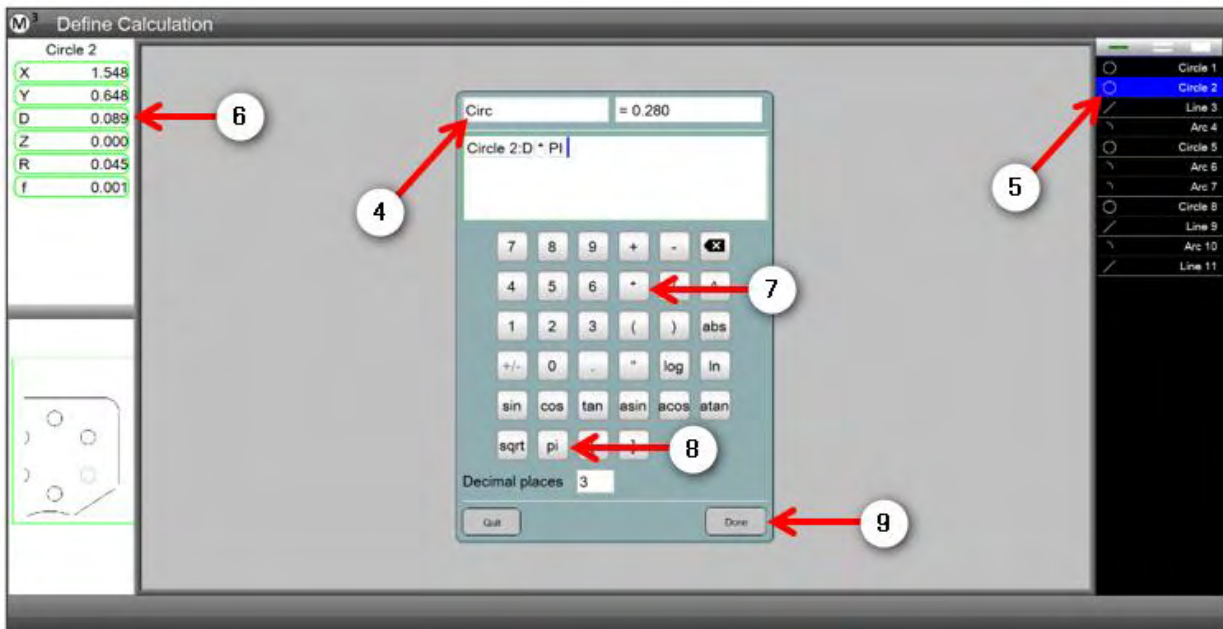 M3 Define Calculation
Circle 2
X 1.548
Y 0.648
D 0.089
Z 0.000
R 0.045
f 0.001
6
Circ = 0.280
Circle 2:D * PI
4
7 8 9 + -
4 5 6 *
7
1 2 3 ( ) abs
+/- 0 . " log ln
sin cos tan asin acos atan
sqrt pi
8
Decimal places 3
Quit Done
9
Circle 1
Circle 2
Line 3
Arc 4
Circle 5
Arc 6
Arc 7
Circle 8
Line 9
Arc 10
Line 11
5